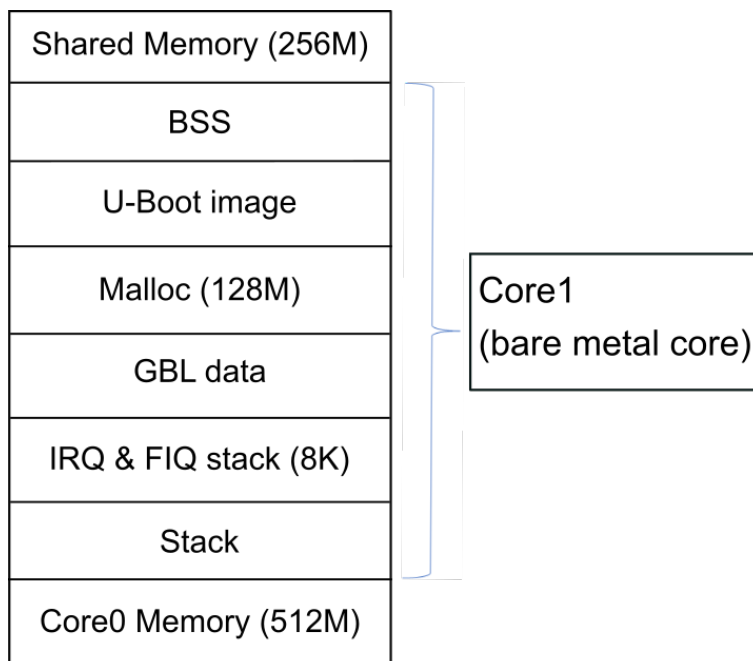 Shared Memory (256M)
BSS
U-Boot image
Malloc (128M)
GBL data
IRQ & FIQ stack (8K)
Stack
Core0 Memory (512M)
Core1
(bare metal core)